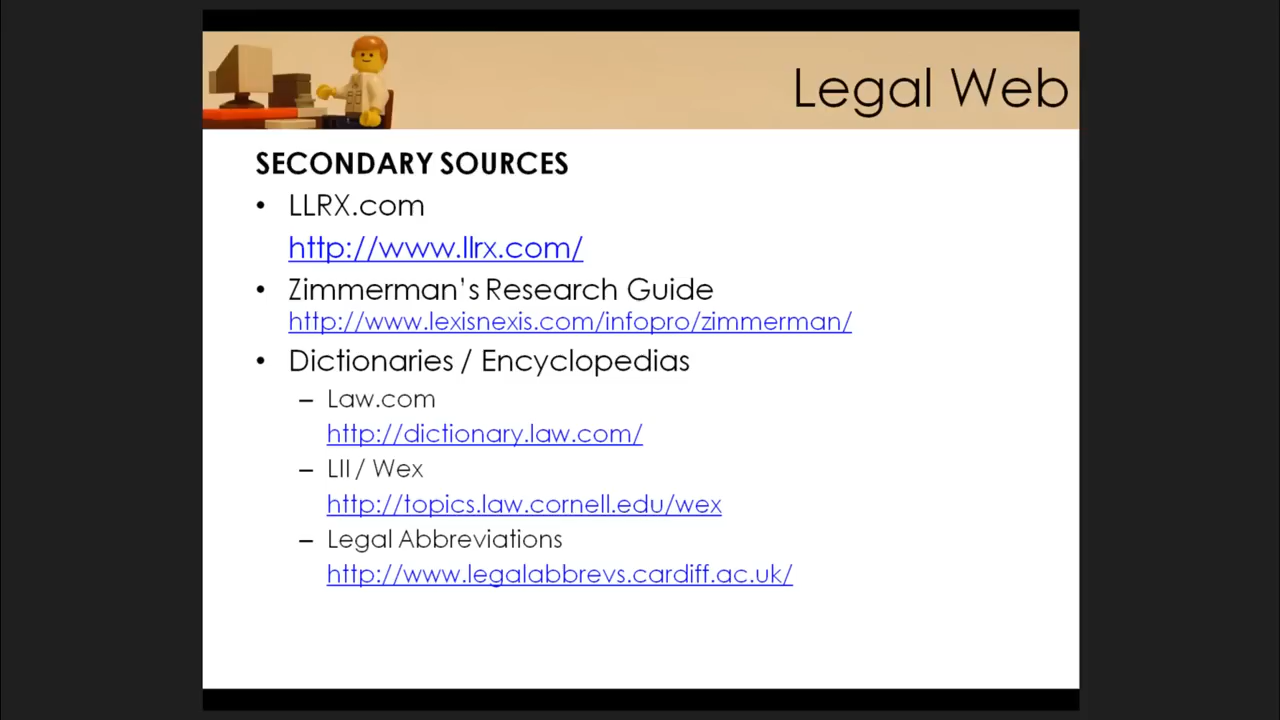 Legal Web
SECONDARY SOURCES
• LLRX.com
http://www.llrx.com/
• Zimmerman's Research Guide
http://www.lexisnexis.com/infopro/zimmerman/
• Dictionaries / Encyclopedias
– Law.com
http://dictionary.law.com/
– LII / Wex
http://topics.law.cornell.edu/wex
– Legal Abbreviations
http://www.legalabbrevs.cardiff.ac.uk/